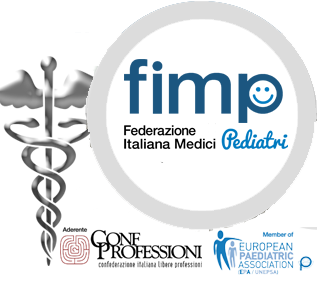 fimp
Federazione
Italiana Medici Pediatri
Aderente
CONFPROFESSIONI
confederazione italiana libere professioni
Member of
EUROPEAN
PAEDIATRIC
ASSOCIATION
(EPA / UNEPSA)
p